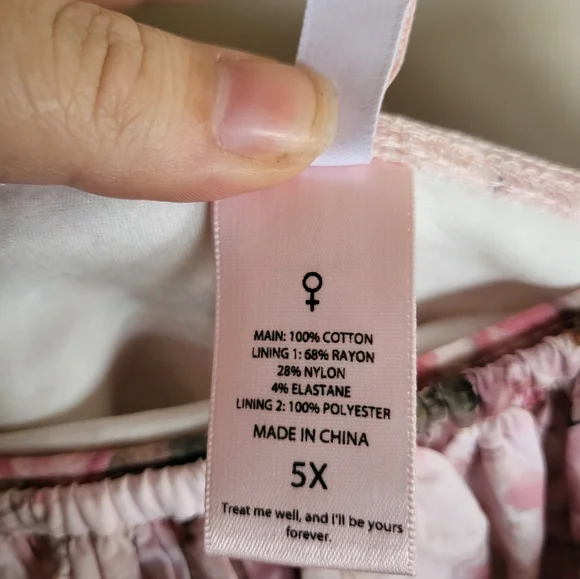 MAIN: 100% COTTON
LINING 1: 68% RAYON
28% NYLON
4% ELASTANE
LINING 2: 100% POLYESTER
MADE IN CHINA
5X
Treat me well, and I'll be yours
forever.